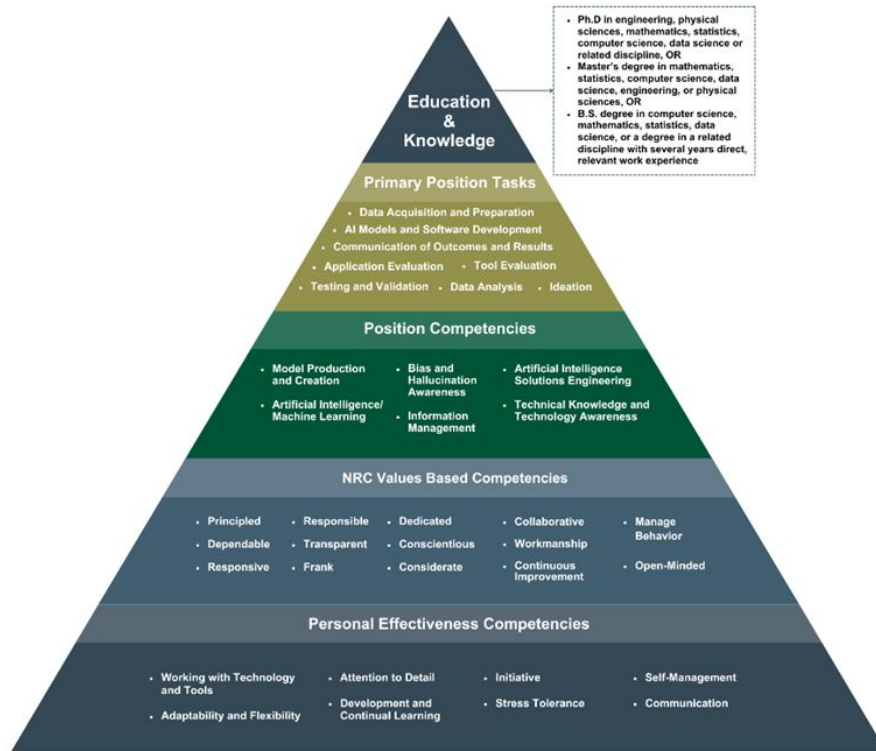 Education
&
Knowledge
• Ph.D in engineering, physical
sciences, mathematics, statistics,
computer science, data science or
related discipline, OR
• Master's degree in mathematics,
statistics, computer science, data
science, engineering, or physical
sciences, OR
• B.S. degree in computer science,
mathematics, statistics, data
science, or a degree in a related
discipline with several years direct,
relevant work experience
Primary Position Tasks
• Data Acquisition and Preparation
• AI Models and Software Development
• Communication of Outcomes and Results
• Application Evaluation • Tool Evaluation
• Testing and Validation • Data Analysis • Ideation
Position Competencies
• Model Production
and Creation
• Artificial Intelligence/
Machine Learning
• Bias and
Hallucination
Awareness
• Information
Management
• Artificial Intelligence
Solutions Engineering
• Technical Knowledge and
Technology Awareness
NRC Values Based Competencies
• Principled
• Dependable
• Responsive
• Responsible
• Transparent
• Frank
• Dedicated
• Conscientious
• Considerate
• Collaborative
• Workmanship
• Continuous
Improvement
• Manage
Behavior
• Open-Minded
Personal Effectiveness Competencies
• Working with Technology
and Tools
• Adaptability and Flexibility
• Attention to Detail
• Development and
Continual Learning
• Initiative
• Stress Tolerance
• Self-Management
• Communication